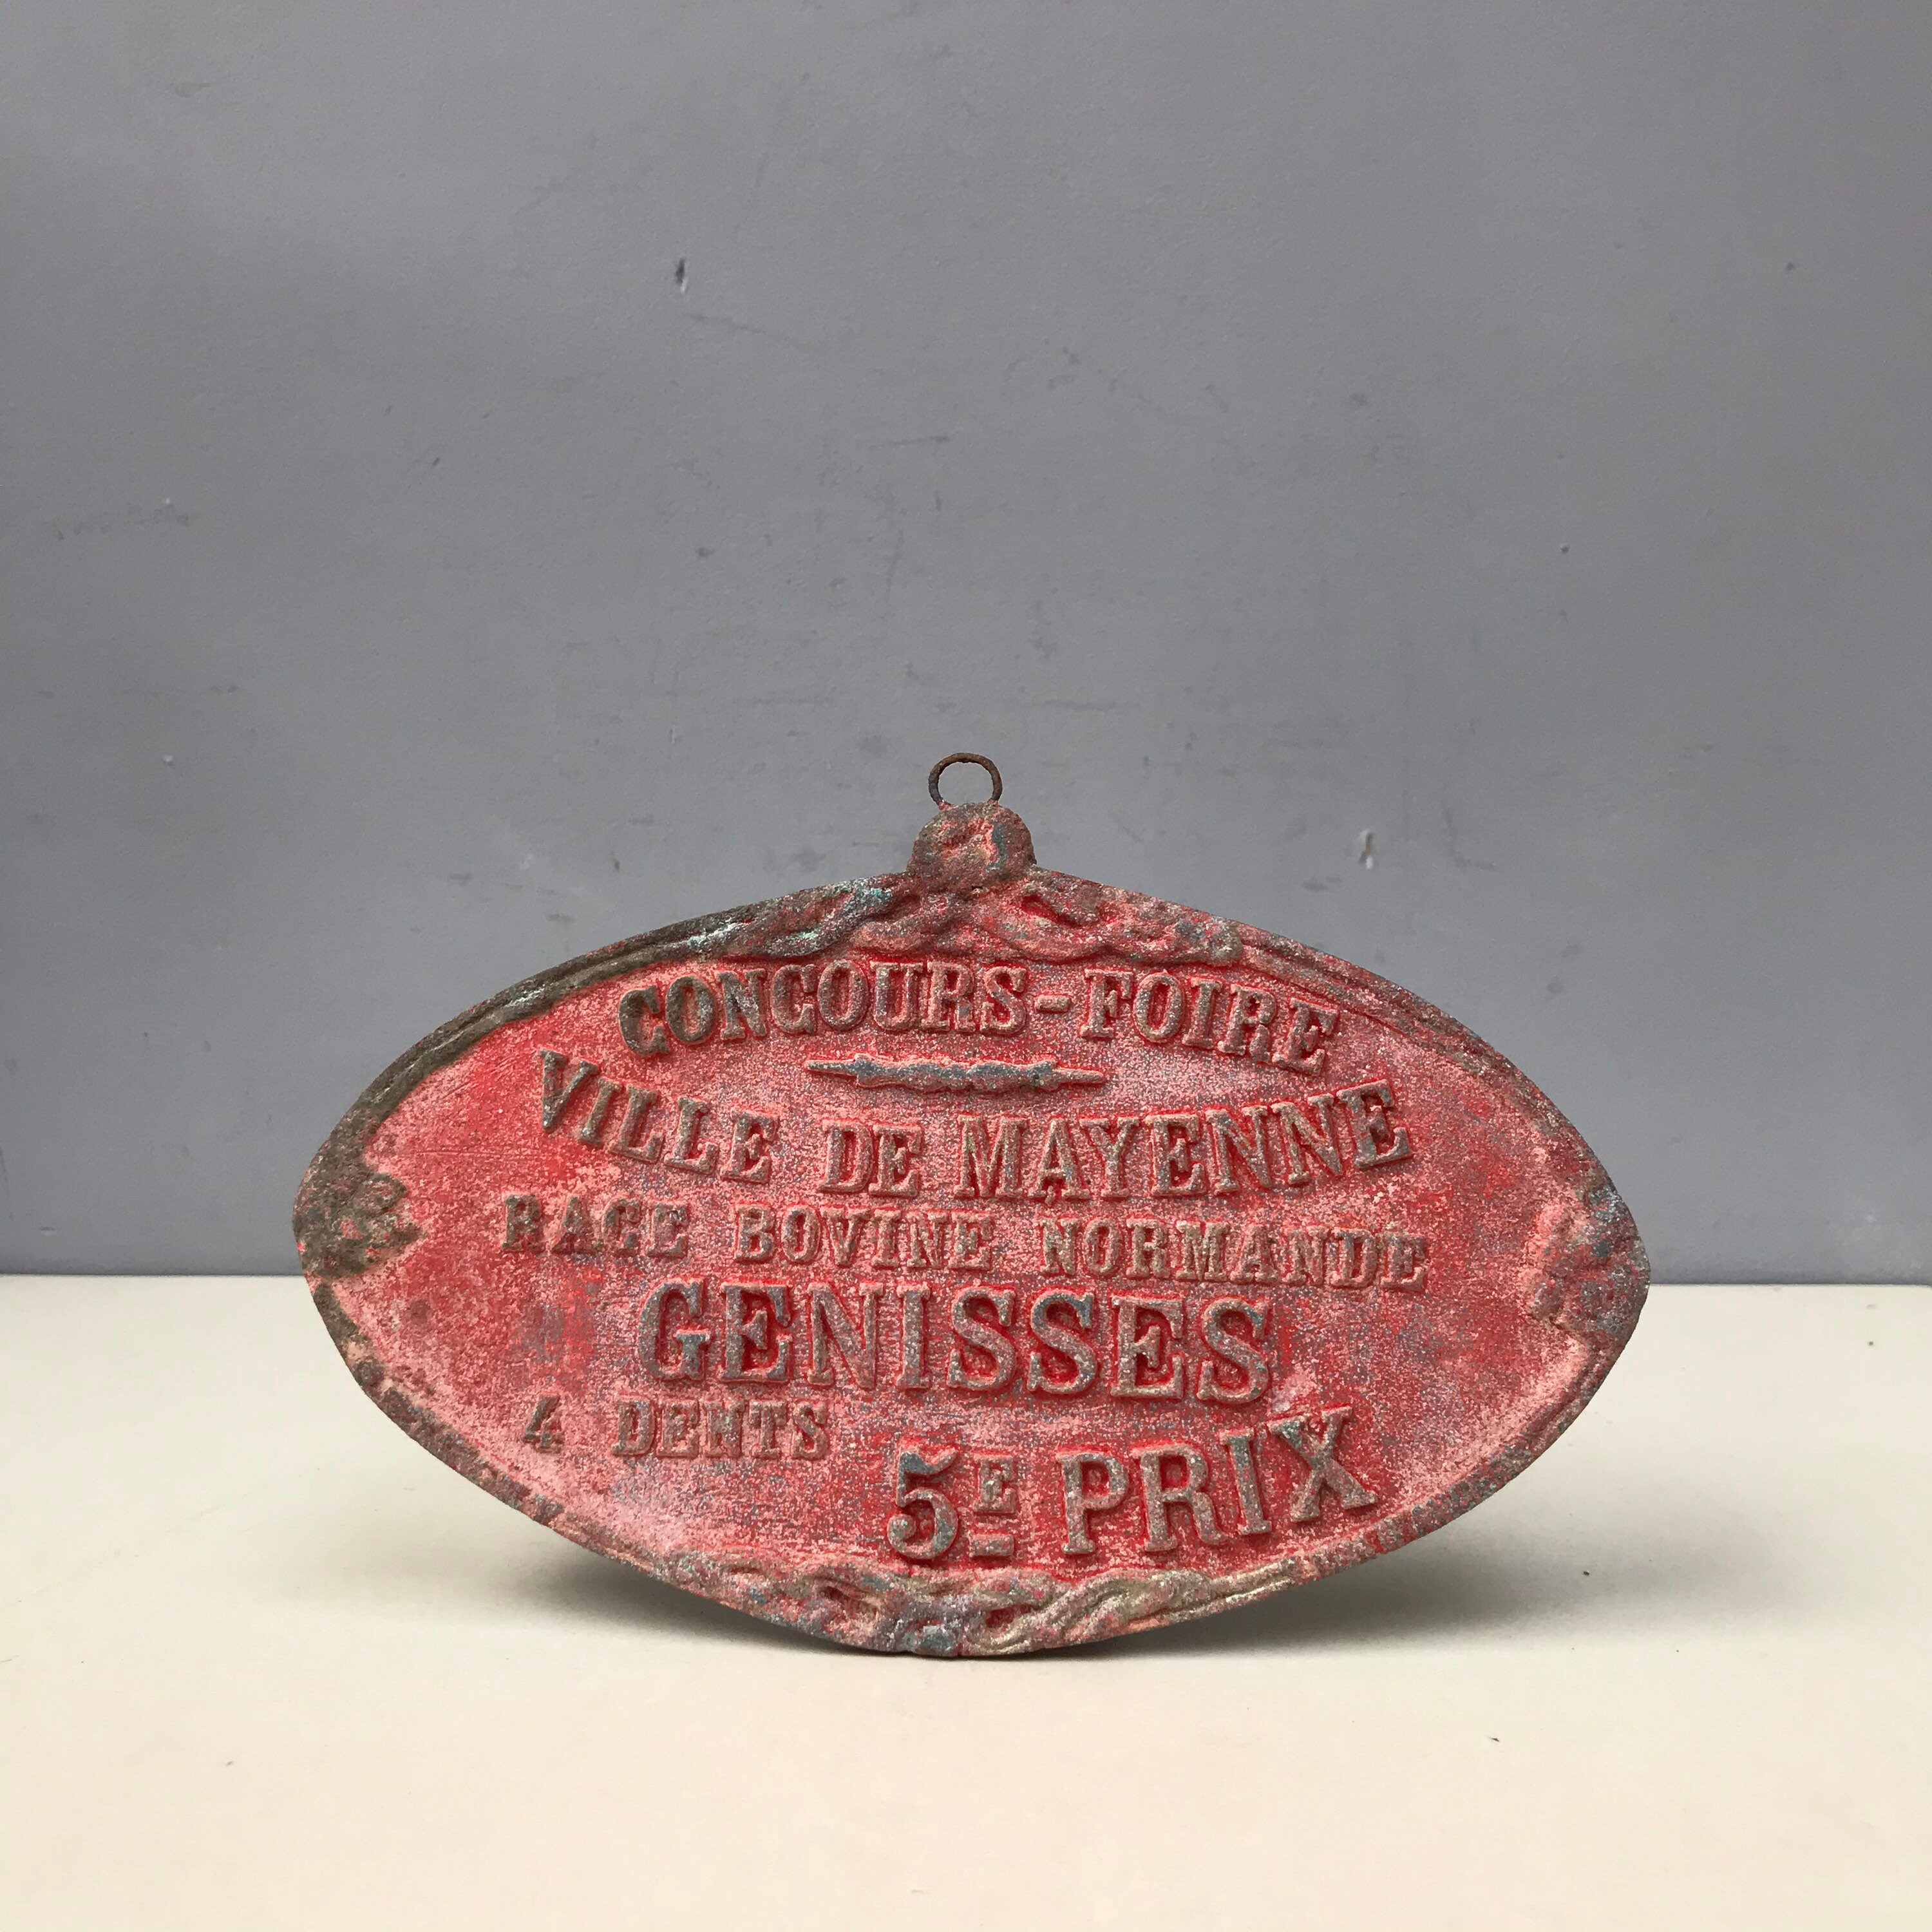 CONCOURS-FOIRE
VILLE DE MAYENNE
RACE BOVINE NORMANDE
GENISSES
4 DENTS
5E PRIX